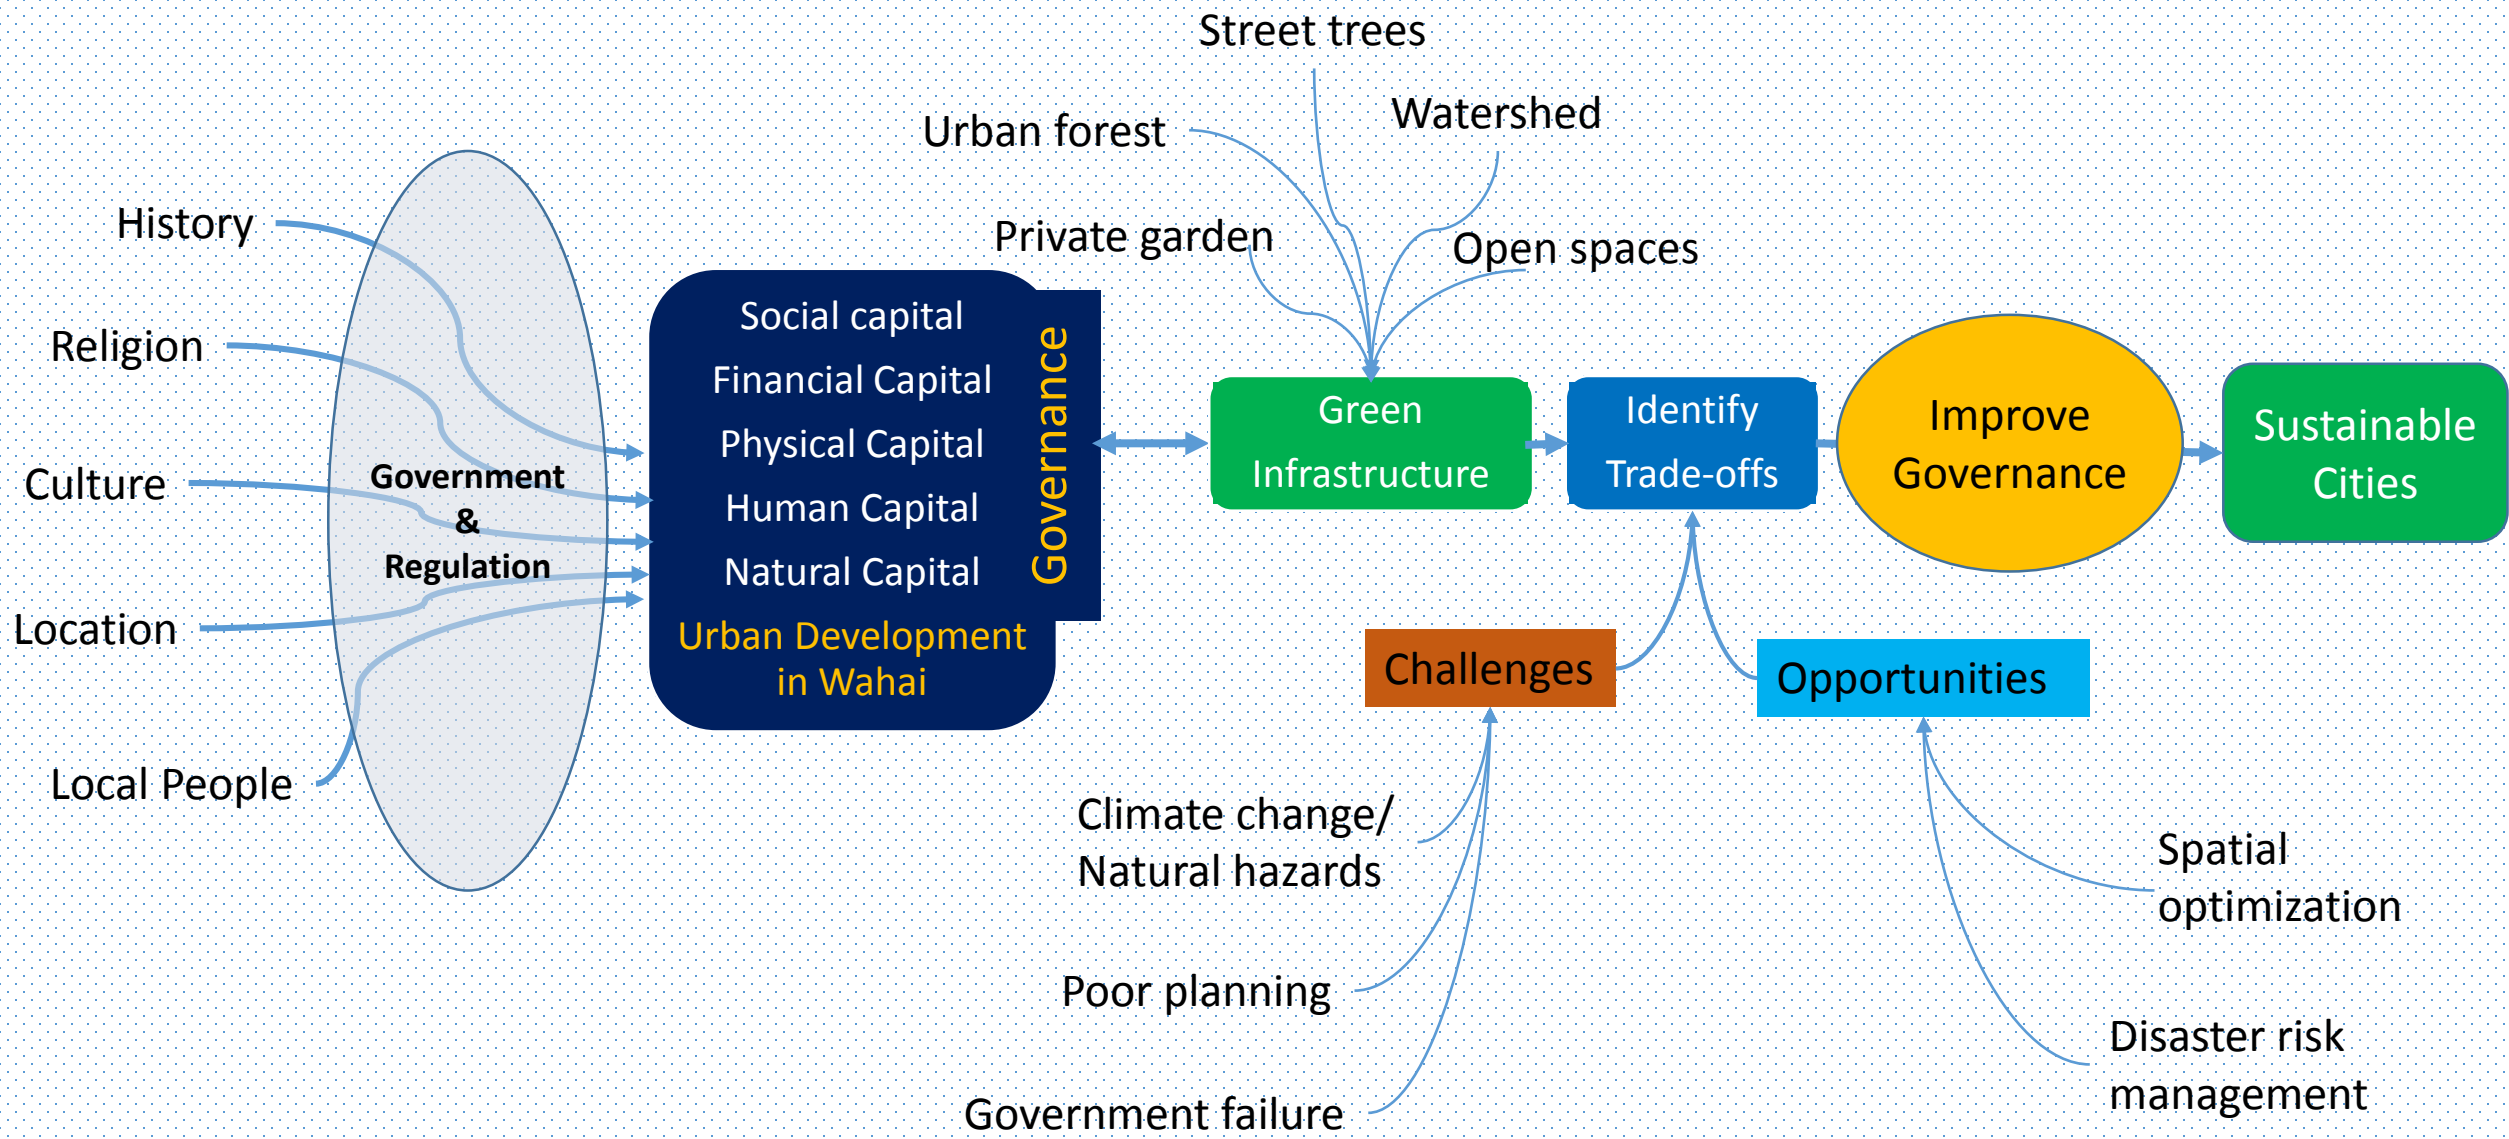 Street trees
Watershed
Urban forest
Private garden
Open spaces
History
Religion
Culture
Location
Local People
Government
&
Regulation
Social capital
Financial Capital
Physical Capital
Human Capital
Natural Capital
Urban Development
in Wahai
Governance
Green
Infrastructure
Identify
Trade-offs
Improve
Governance
Sustainable
Cities
Challenges
Opportunities
Climate change/
Natural hazards
Poor planning
Government failure
Spatial
optimization
Disaster risk
management